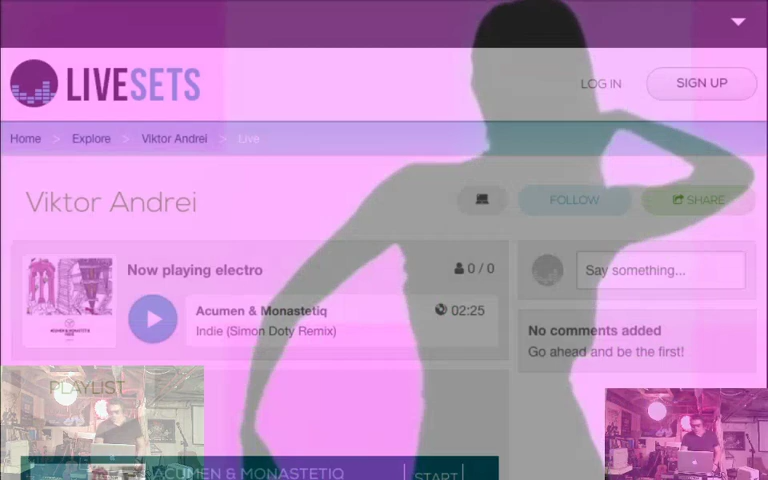 LIVESETS
LOG IN
SIGN UP
Home > Explore > Viktor Andrei > Live
Viktor Andrei
FOLLOW
SHARE
Now playing electro
0 / 0
Say something...
Acumen & Monastetiq
02:25
Indie (Simon Doty Remix)
No comments added
Go ahead and be the first!
PLAYLIST
ACUMEN & MONASTETIQ
START